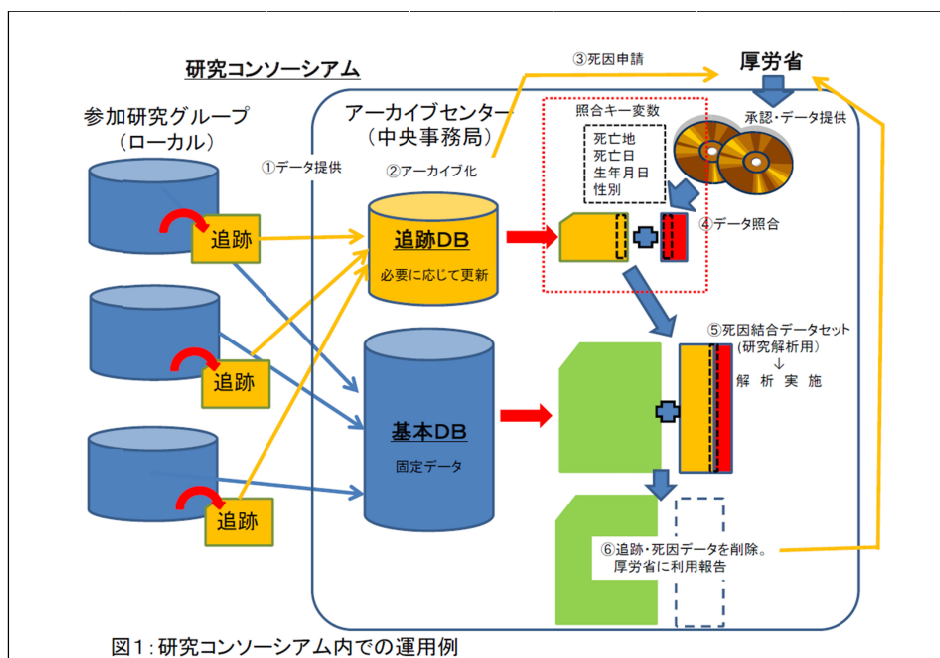 研究コンソーシアム
③死因申請
厚労省
参加研究グループ
(ローカル)
アーカイブセンター
(中央事務局)
照合キー変数
承認・データ提供
①データ提供
②アーカイブ化
死亡地
死亡日
生年月日
性別
追跡
追跡DB
必要に応じて更新
④データ照合
追跡
⑤死因結合データセット
(研究解析用)
↓
解 析 実 施
基本DB
固定データ
追跡
⑥追跡・死因データを削除。
厚労省に利用報告
図1:研究コンソーシアム内での運用例